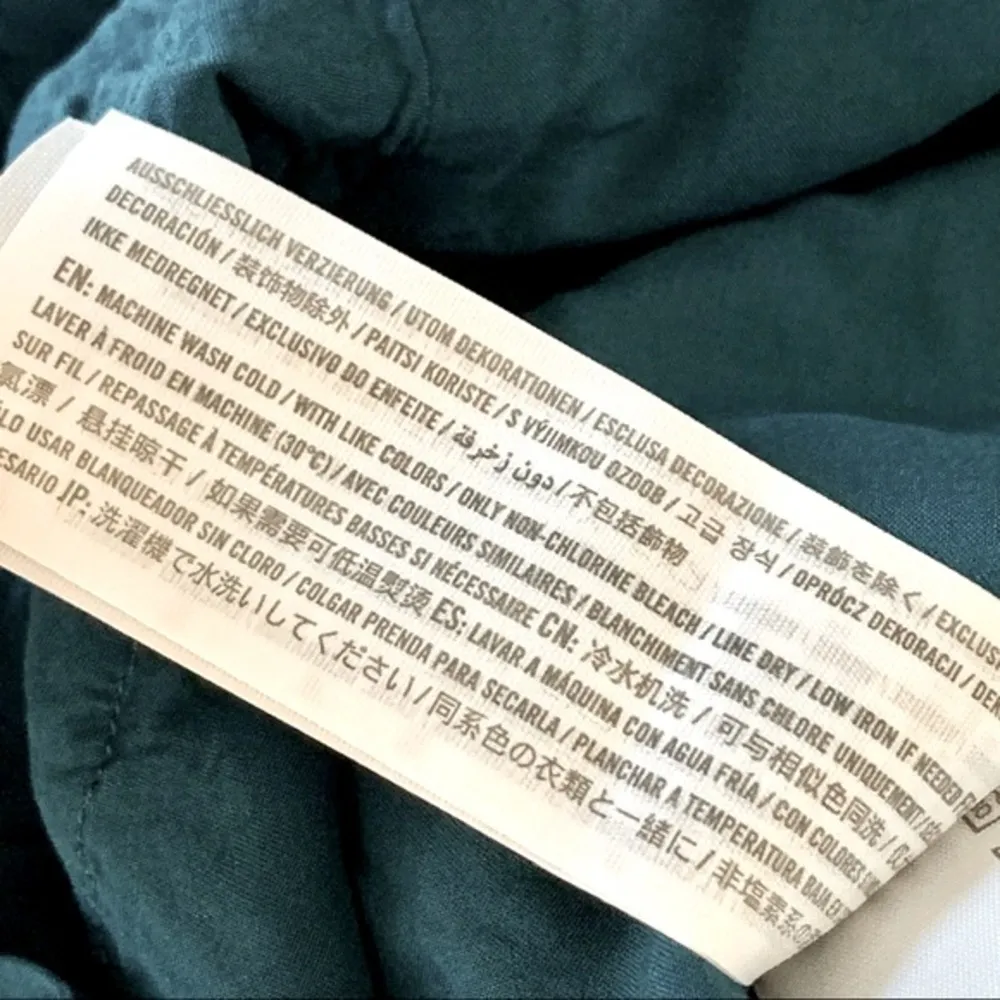 AUSSCHLIESSLICH VERZIERUNG / UTOM DEKORATIONEN / ESCLUSA DECORAZIONE / 装飾を除く / EXCLUS
DECORACIÓN / 装饰物除外 / PAITSI KORISTE / S VÝJIMKOU OZDOB / 고급 장식 / OPRÓCZ DEKORACJI / DE
IKKE MEDREGNET / EXCLUSIVO DO ENFEITE / دون زخرفة / 不包括飾物
EN: MACHINE WASH COLD / WITH LIKE COLORS / ONLY NON-CHLORINE BLEACH / LINE DRY / LOW IRON IF NEEDED
LAVER À FROID EN MACHINE (30°C) / AVEC COULEURS SIMILAIRES / BLANCHIMENT SANS CHLORE UNIQUEMENT /
SUR FIL / REPASSAGE À TEMPÉRATURES BASSES SI NÉCESSAIRE CN: 冷水机洗 / 可与相似色同洗 /
氯漂 / 悬挂晾干 / 如果需要可低温熨烫 ES: LAVAR A MÁQUINA CON AGUA FRÍA / CON COLORES
LO USAR BLANQUEADOR SIN CLORO / COLGAR PRENDA PARA SECARLA / PLANCHAR A TEMPERATURA BAJA
ESARIO JP: 洗濯機で水洗いしてください / 同系色の衣類と一緒に / 非塩素系